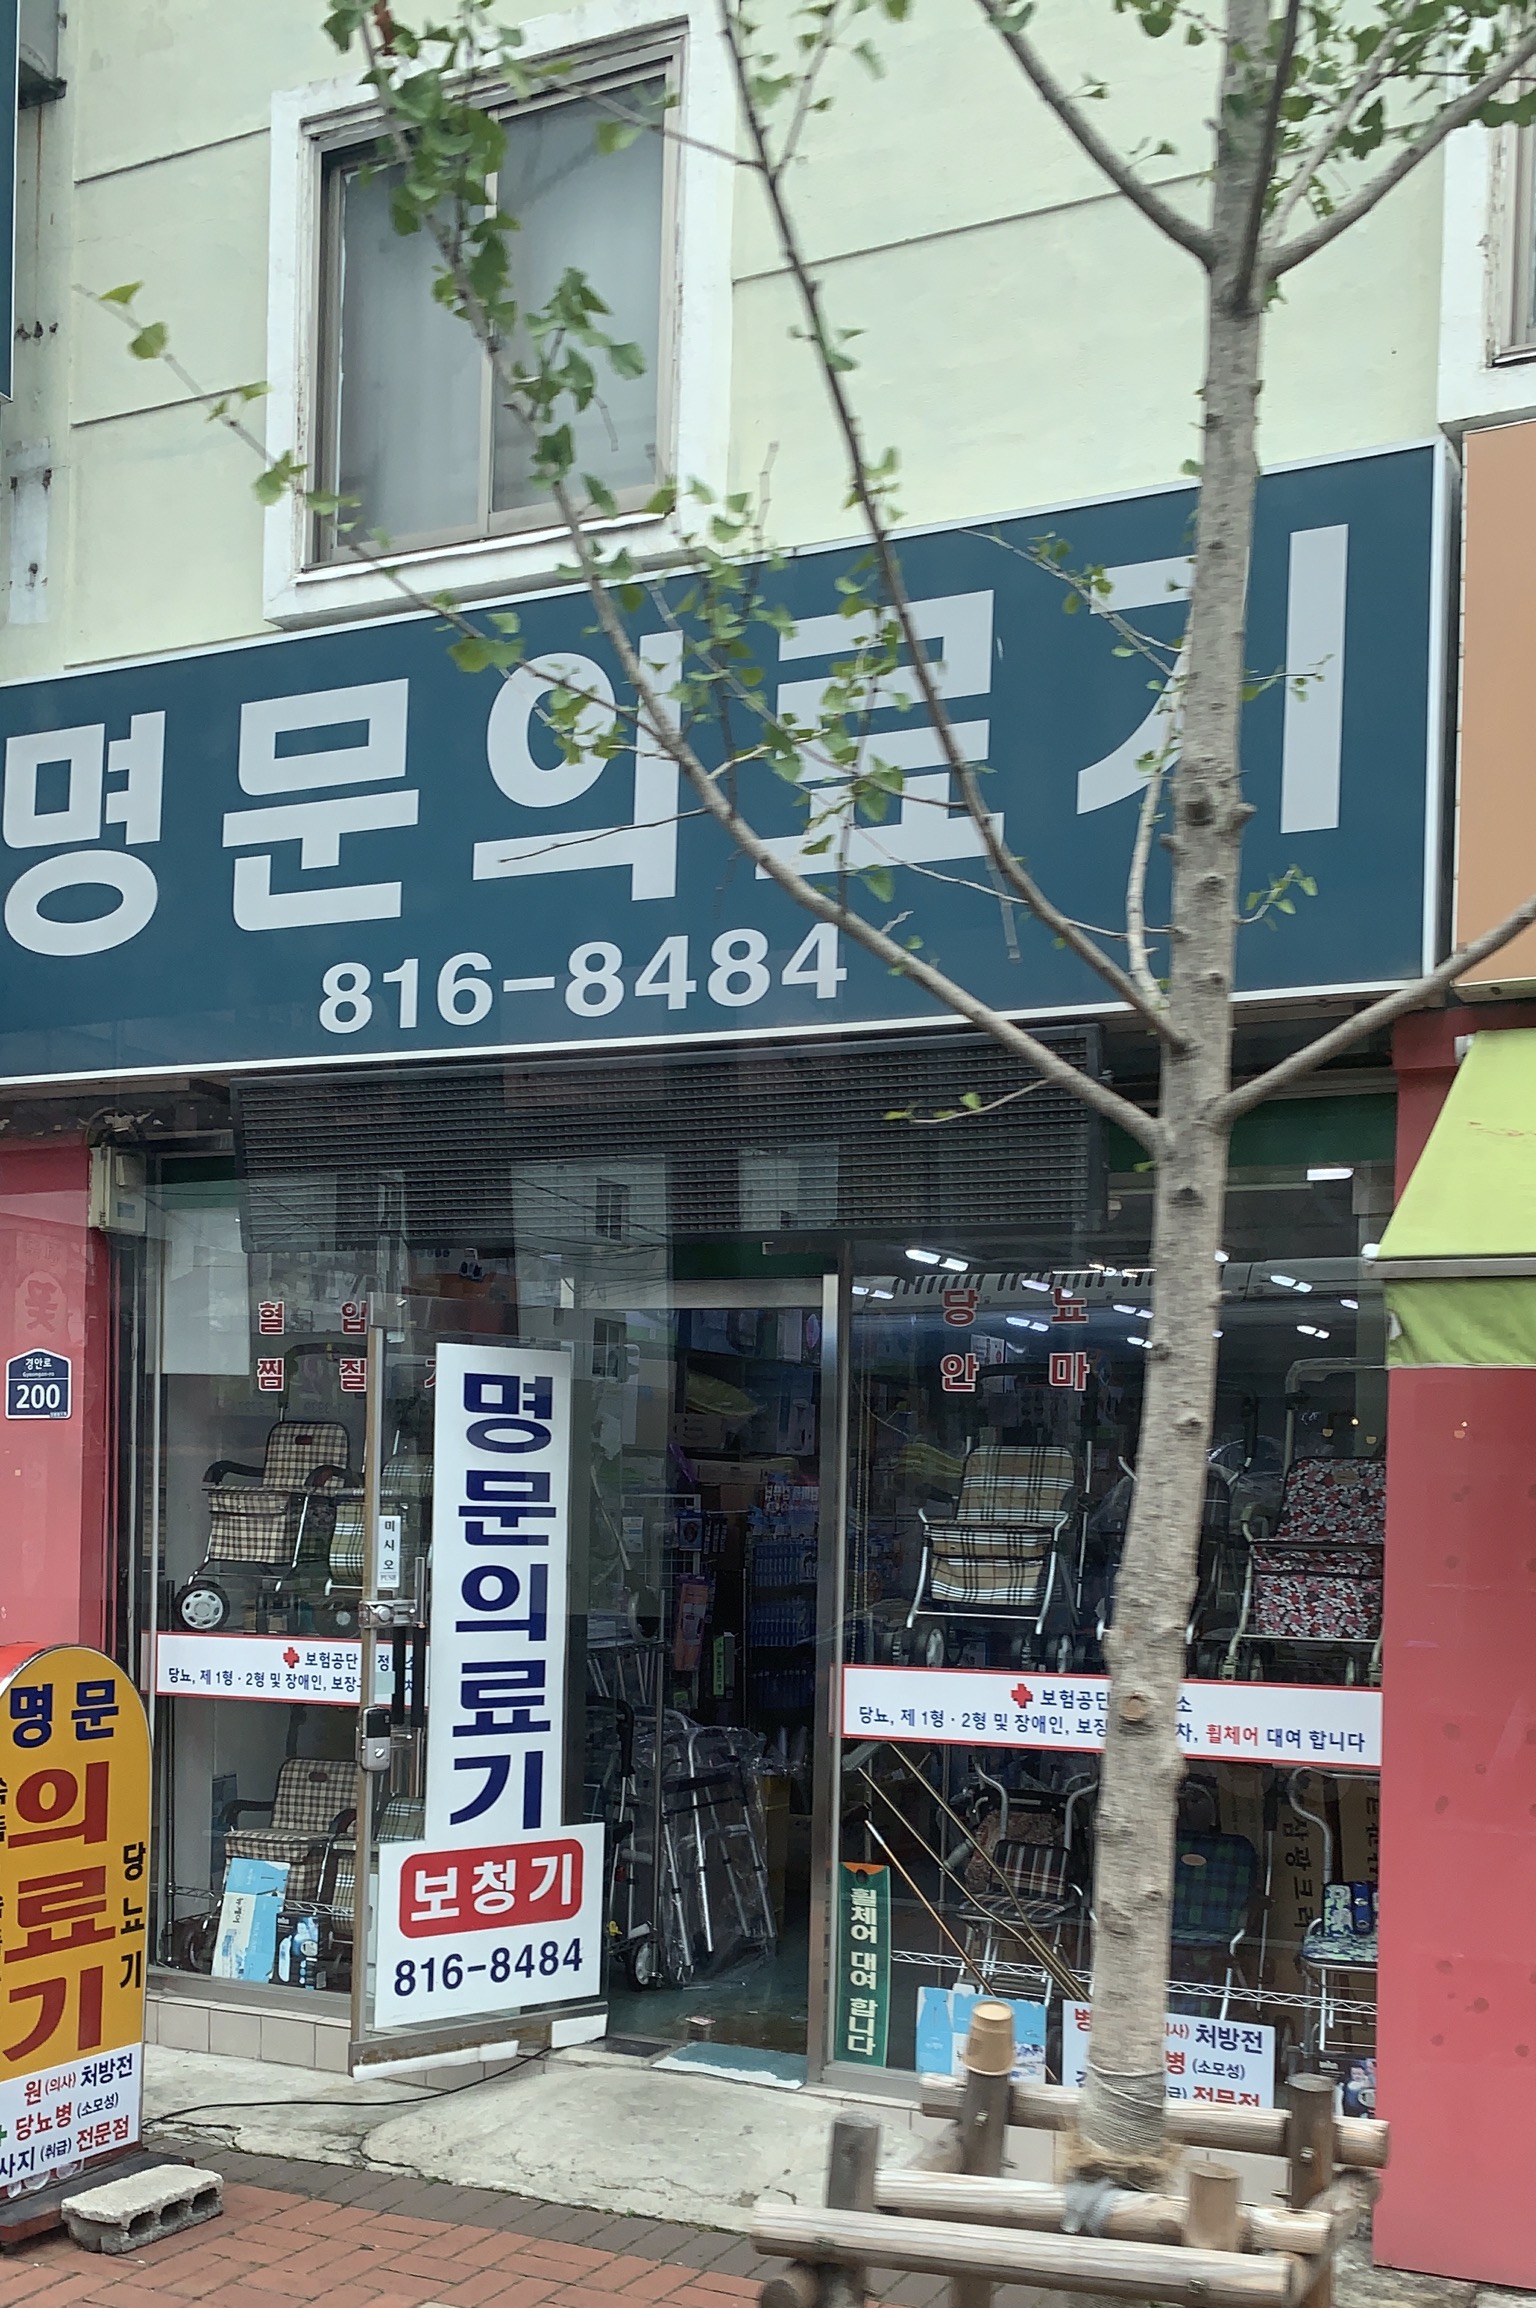 명문의료기
816-8484
혈 압
찜 질
당 뇨
안 마
경안로
200
미시오
PUSH
명문의료기
보청기
816-8484
보험공단
당뇨, 제 1형 · 2형 및 장애인, 보장
보험공단 소
당뇨, 제 1형 · 2형 및 장애인, 보장 차, 휠체어 대여 합니다
명문
의료기
당뇨기
원(의사) 처방전
당뇨병 (소모성)
사지 (취급) 전문점
휠체어 대여 합니다
삼광코리
처방전
병 (소모성)
전문점